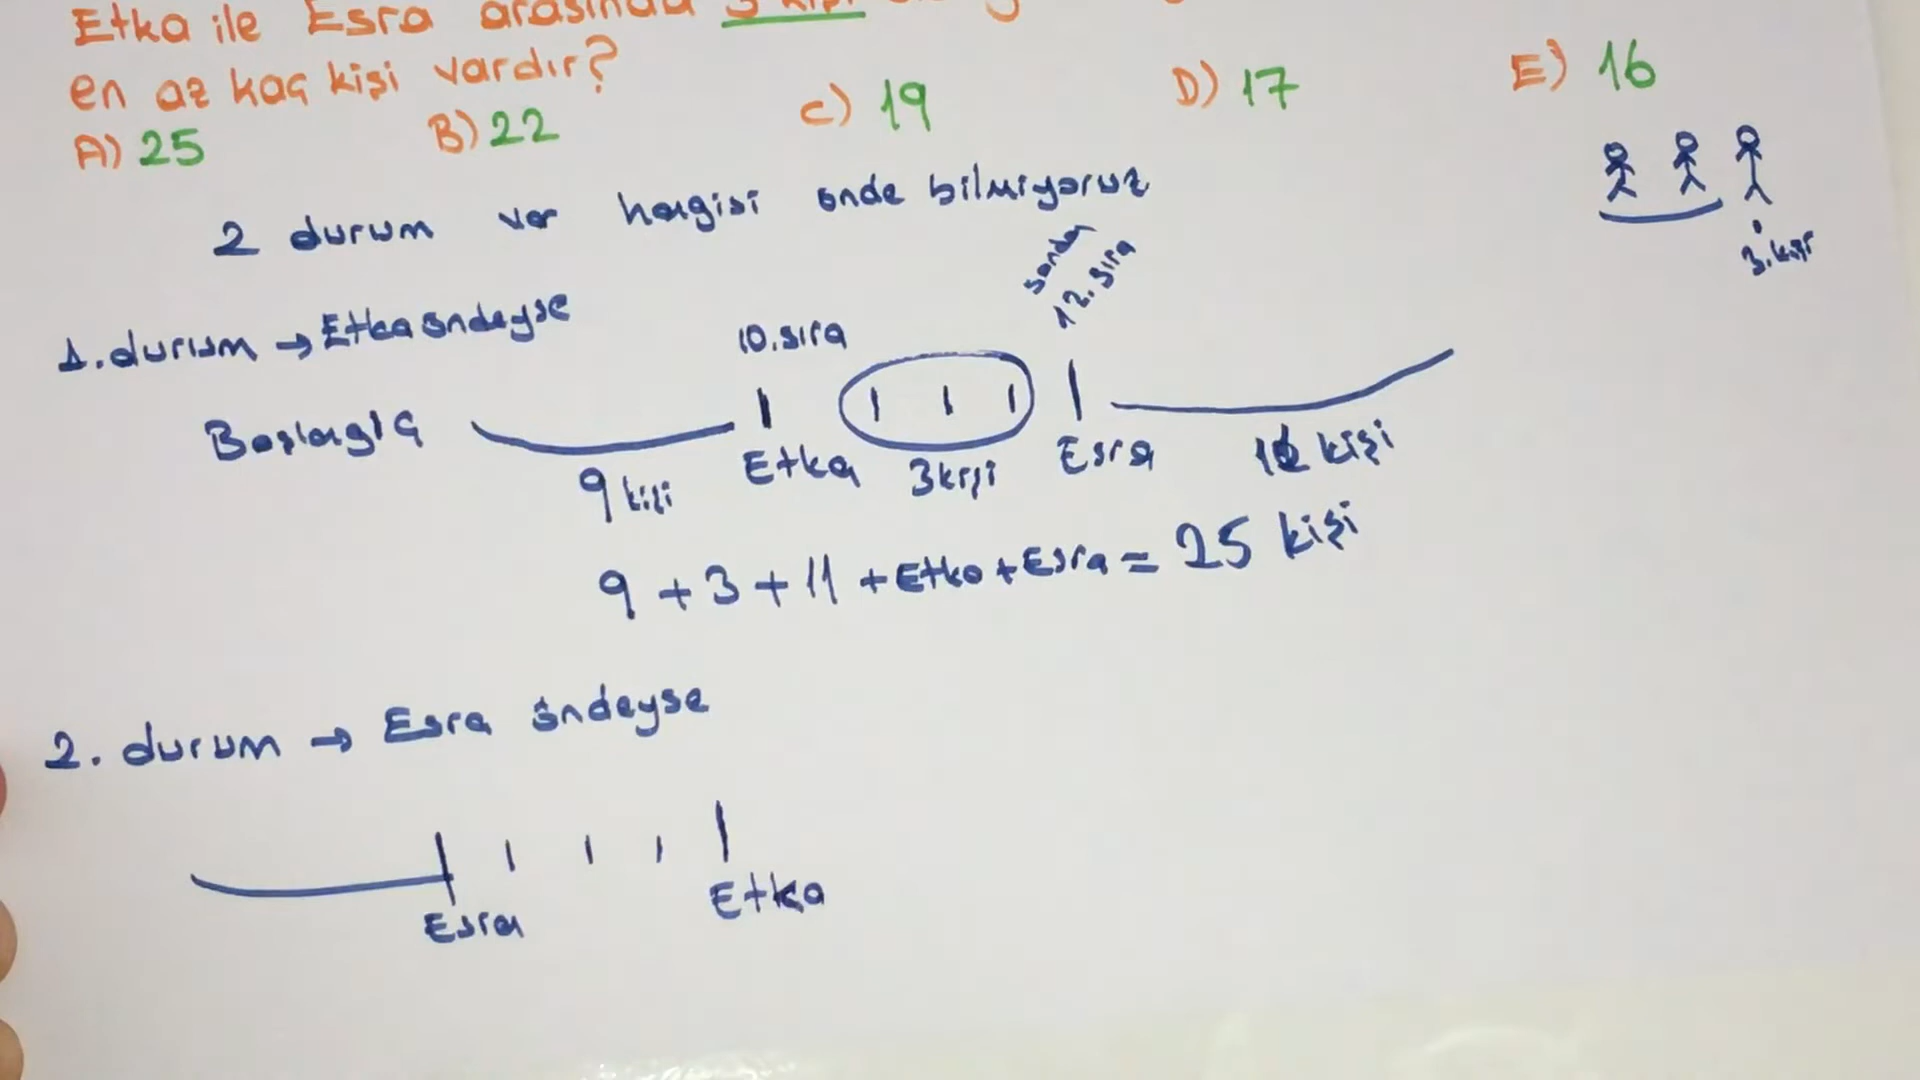 Etka ile Esra arasında 3 kişi
en az kaç kişi vardır?
A) 25 B) 22 C) 19 D) 17 E) 16
2 durum var hangisi önde bilmiyoruz
3. kişi
1. durum → Etka öndeyse
10. sıra
sondan 12. sıra
Başlangıç
9 kişi Etka 3 kişi Esra kişi
9 + 3 + 11 + Etka + Esra = 25 kişi
2. durum → Esra öndeyse
Esra Etka